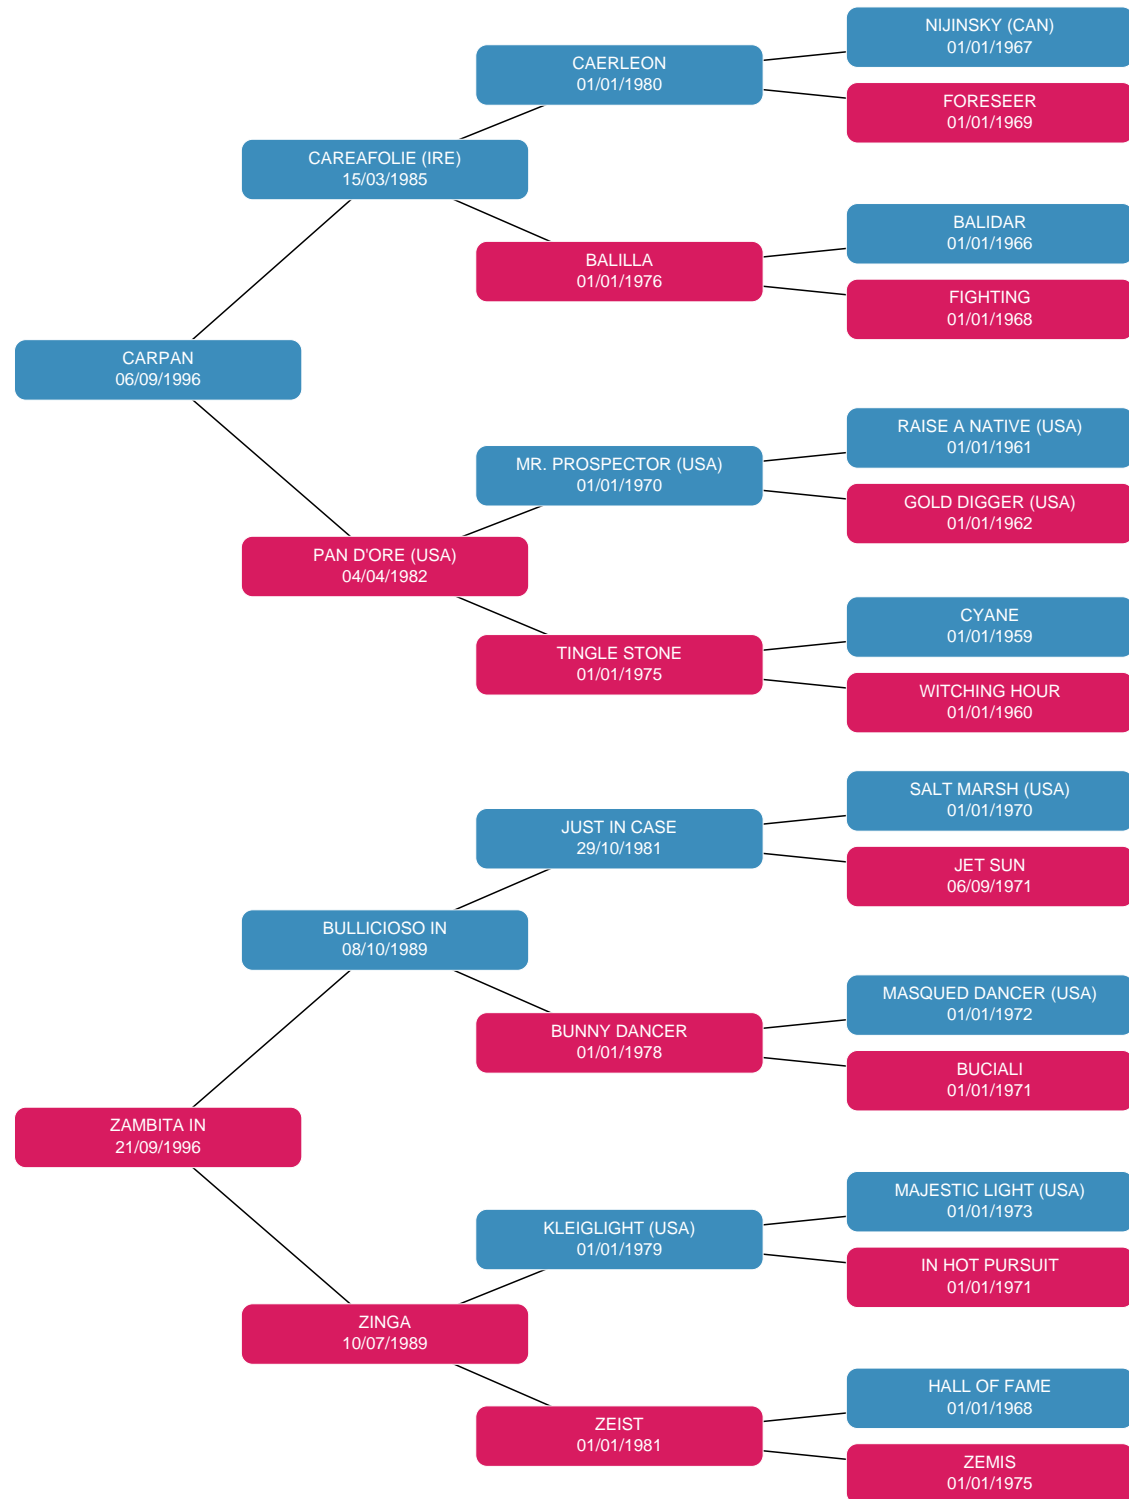 NIJINSKY (CAN)
01/01/1967
CAERLEON
01/01/1980
FORESEER
01/01/1969
CAREAFOLIE (IRE)
15/03/1985
BALIDAR
01/01/1966
BALILLA
01/01/1976
FIGHTING
01/01/1968
CARPAN
06/09/1996
RAISE A NATIVE (USA)
01/01/1961
MR. PROSPECTOR (USA)
01/01/1970
GOLD DIGGER (USA)
01/01/1962
PAN D'ORE (USA)
04/04/1982
CYANE
01/01/1959
TINGLE STONE
01/01/1975
WITCHING HOUR
01/01/1960
SALT MARSH (USA)
01/01/1970
JUST IN CASE
29/10/1981
JET SUN
06/09/1971
BULLICIOSO IN
08/10/1989
MASQUED DANCER (USA)
01/01/1972
BUNNY DANCER
01/01/1978
BUCIALI
01/01/1971
ZAMBITA IN
21/09/1996
MAJESTIC LIGHT (USA)
01/01/1973
KLEIGLIGHT (USA)
01/01/1979
IN HOT PURSUIT
01/01/1971
ZINGA
10/07/1989
HALL OF FAME
01/01/1968
ZEIST
01/01/1981
ZEMIS
01/01/1975